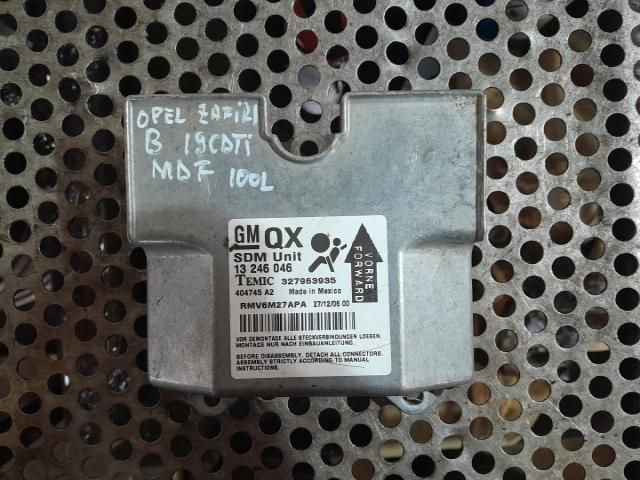 OPEL ZAFIRA
B 19CDTI
MDF 100L
GM QX
SDM Unit
13 246 046
TEMIC 327963935
404745 A2 Made in Mexico
RMV6M27APA 27/12/06 00
VORNE
FORWARD
VOR DEMONTAGE ALLE STECKVERBINDUNGEN LOESEN.
MONTAGE NUR NACH EINBAUANLEITUNG.
BEFORE DISASSEMBLY, DETACH ALL CONNECTORS.
ASSEMBLY STRICTLY ACCORDING TO MANUAL
INSTRUCTIONS.